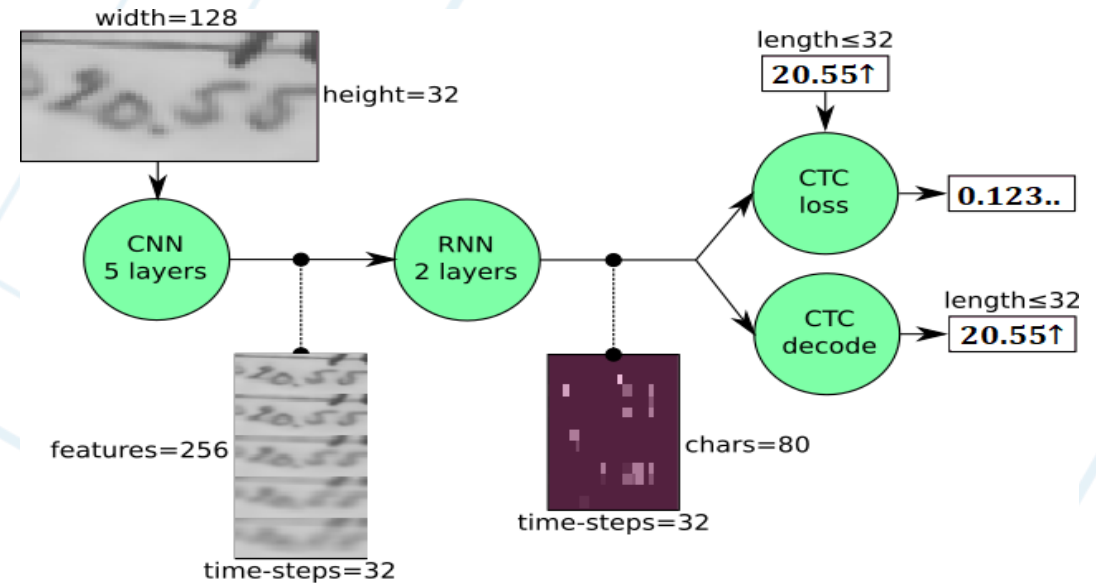 width=128
height=32
20.55
CNN
5 layers
RNN
2 layers
length≤32
20.55↑
CTC
loss
0.123..
CTC
decode
length≤32
20.55↑
features=256
time-steps=32
chars=80
time-steps=32